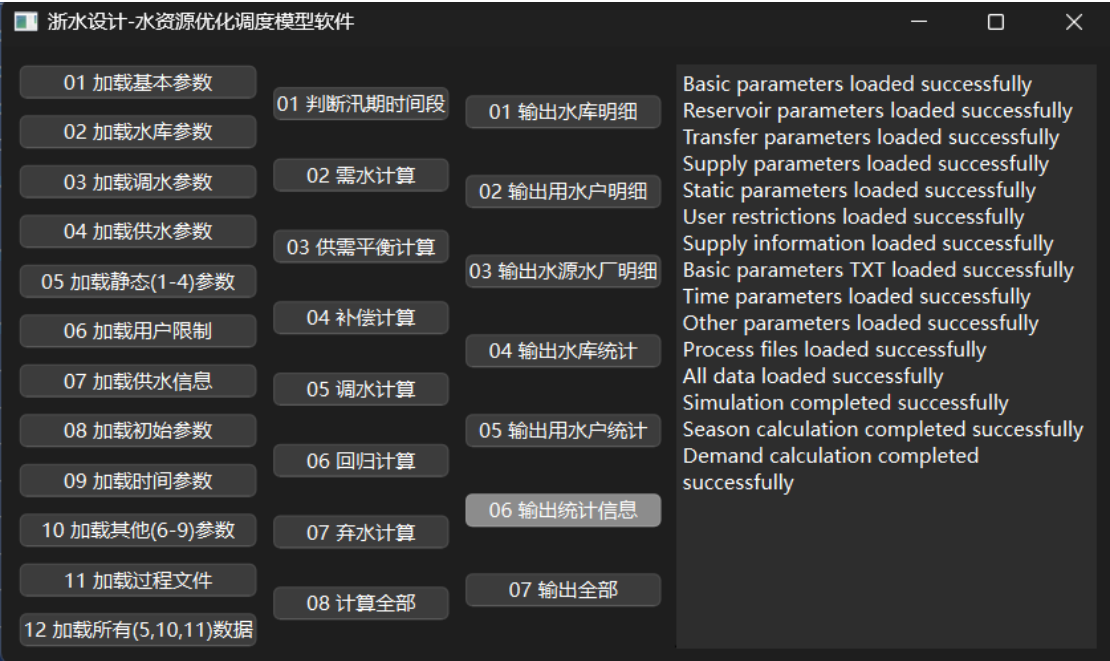 浙水设计-水资源优化调度模型软件
01 加载基本参数
02 加载水库参数
03 加载调水参数
04 加载供水参数
05 加载静态(1-4)参数
06 加载用户限制
07 加载供水信息
08 加载初始参数
09 加载时间参数
10 加载其他(6-9)参数
11 加载过程文件
12 加载所有(5,10,11)数据
01 判断汛期时间段
02 需水计算
03 供需平衡计算
04 补偿计算
05 调水计算
06 回归计算
07 弃水计算
08 计算全部
01 输出水库明细
02 输出用水户明细
03 输出水源水厂明细
04 输出水库统计
05 输出用水户统计
06 输出统计信息
07 输出全部
Basic parameters loaded successfully
Reservoir parameters loaded successfully
Transfer parameters loaded successfully
Supply parameters loaded successfully
Static parameters loaded successfully
User restrictions loaded successfully
Supply information loaded successfully
Basic parameters TXT loaded successfully
Time parameters loaded successfully
Other parameters loaded successfully
Process files loaded successfully
All data loaded successfully
Simulation completed successfully
Season calculation completed successfully
Demand calculation completed
successfully